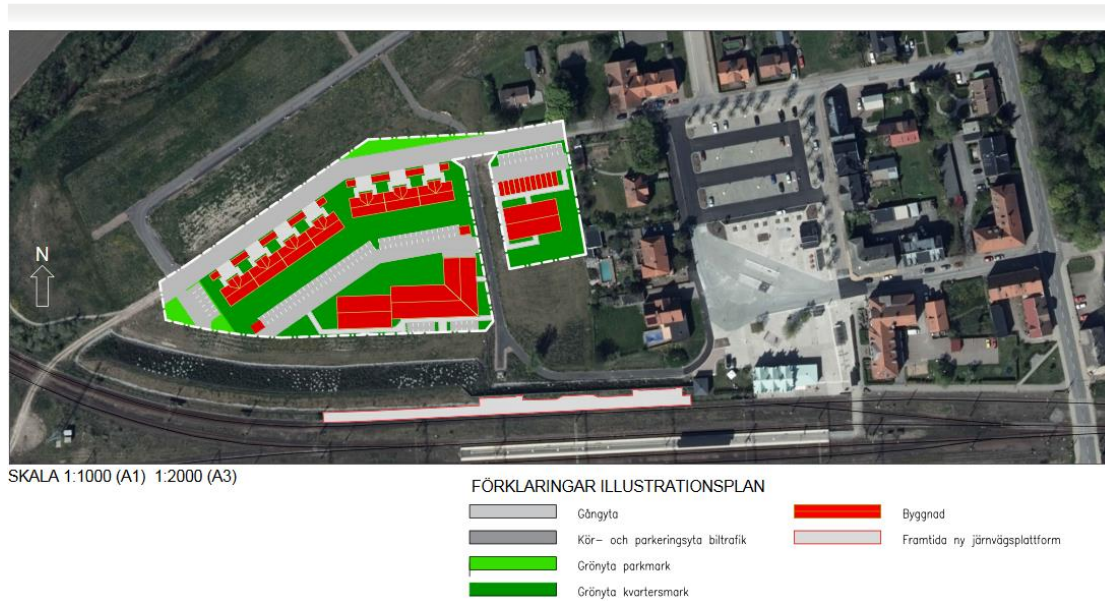 N
SKALA 1:1000 (A1) 1:2000 (A3)
FÖRKLARINGAR ILLUSTRATIONSPLAN
Gångyta
Kör- och parkeringsyta biltrafik
Grönyta parkmark
Grönyta kvartersmark
Byggnad
Framtida ny järnvägsplattform